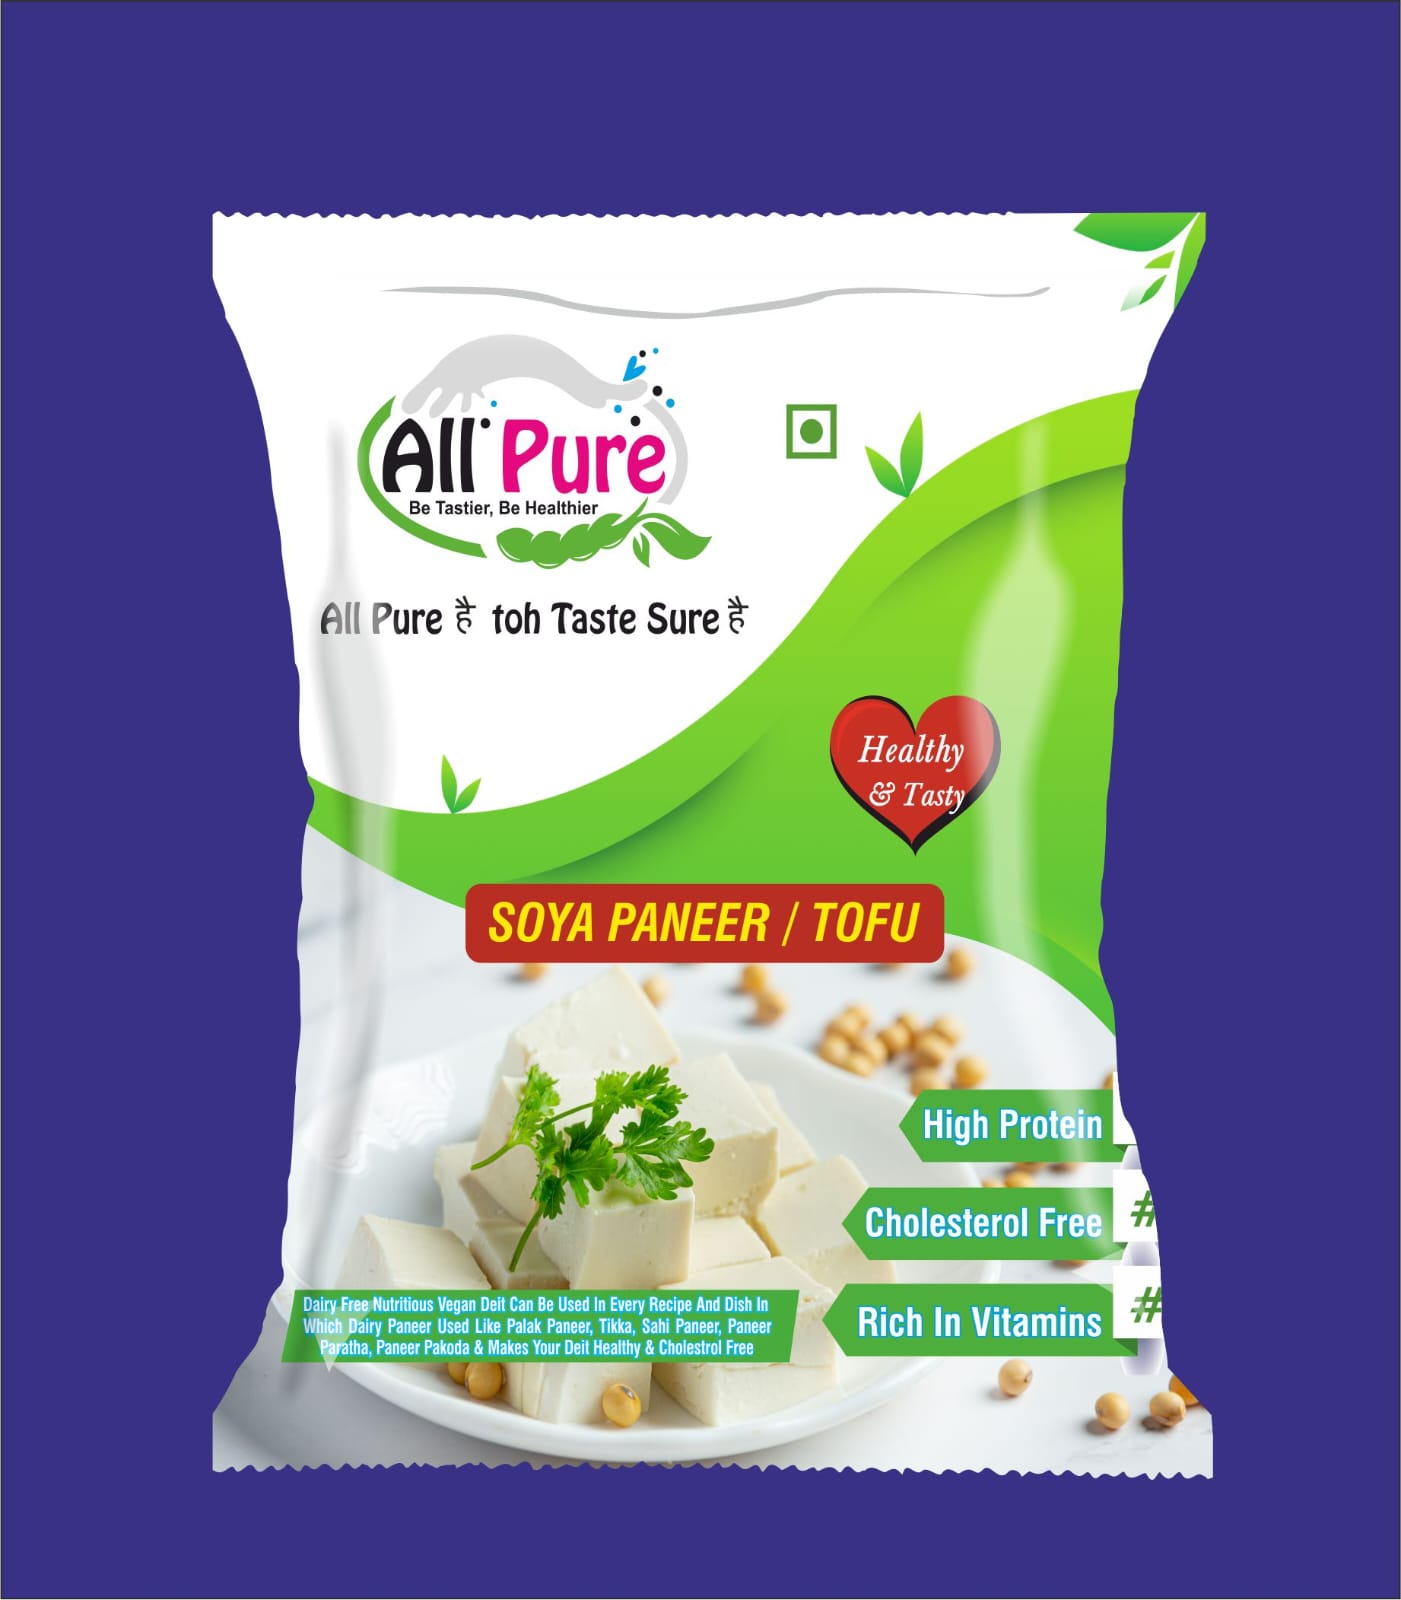 All Pure
Be Tastier, Be Healthier
All Pure है toh Taste Sure है
Healthy
& Tasty
SOYA PANEER / TOFU
High Protein
Cholesterol Free #
Rich In Vitamins #
Dairy Free Nutritious Vegan Deit Can Be Used In Every Recipe And Dish In
Which Dairy Paneer Used Like Palak Paneer, Tikka, Sahi Paneer, Paneer
Paratha, Paneer Pakoda & Makes Your Deit Healthy & Cholestrol Free